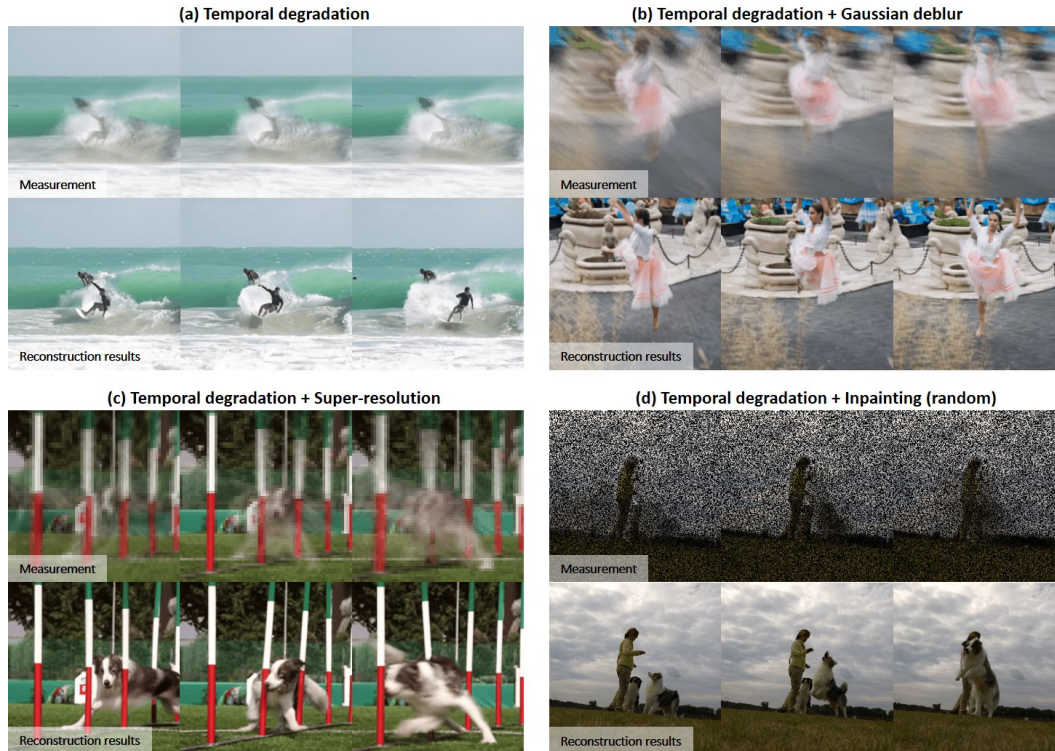 (a) Temporal degradation
Measurement
Reconstruction results
(b) Temporal degradation + Gaussian deblur
Measurement
Reconstruction results
(c) Temporal degradation + Super-resolution
Measurement
Reconstruction results
(d) Temporal degradation + Inpainting (random)
Measurement
Reconstruction results